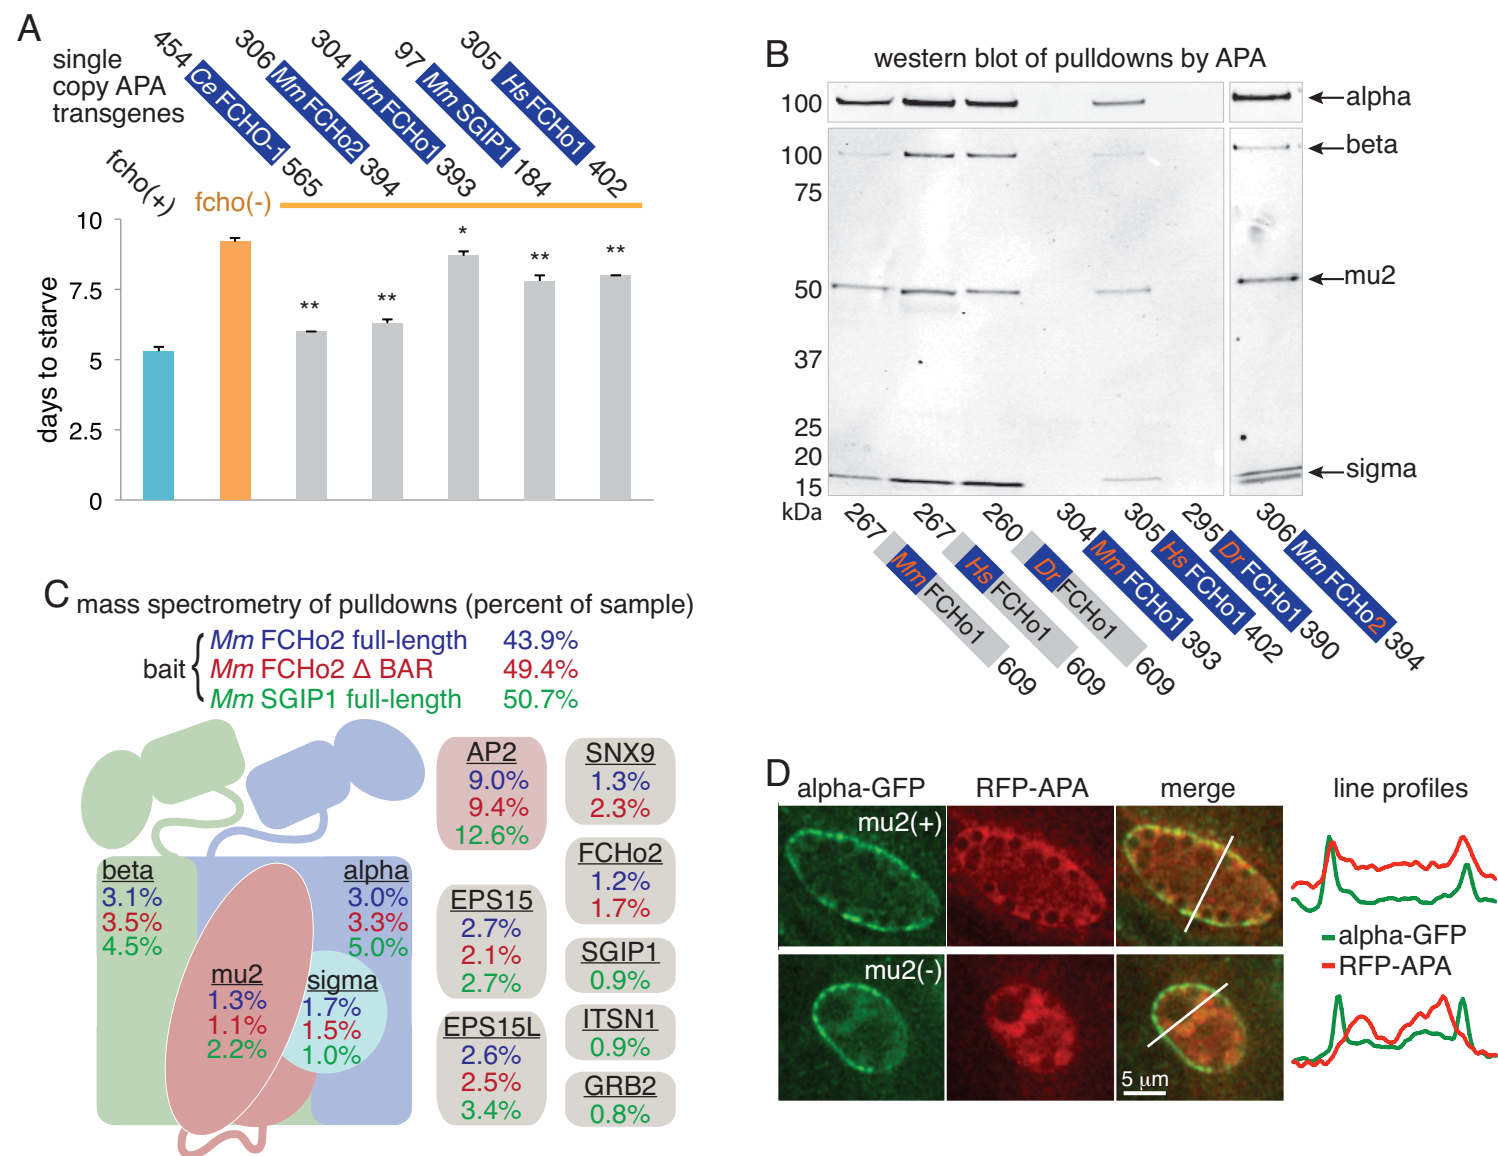 A
single
copy APA
transgenes
454 Ce FCHO-1 565
306 Mm FCHo2 394
304 Mm FCHo1 393
97 Mm SGIP1 184
305 Hs FCHo1 402
fcho(+)
fcho(-)
days to starve
10
7.5
5
2.5
0
**
**
*
**
**
B
western blot of pulldowns by APA
100
alpha
100
beta
75
50
mu2
37
25
20
sigma
15
kDa
267 Mm FCHo1 609
267 Hs FCHo1 609
260 Dr FCHo1 609
304 Mm FCHo1 393
305 Hs FCHo1 402
295 Dr FCHo1 390
306 Mm FCHo2 394
C
mass spectrometry of pulldowns (percent of sample)
bait
Mm FCHo2 full-length 43.9%
Mm FCHo2 Δ BAR 49.4%
Mm SGIP1 full-length 50.7%
beta
3.1%
3.5%
4.5%
alpha
3.0%
3.3%
5.0%
mu2
1.3%
1.1%
2.2%
sigma
1.7%
1.5%
1.0%
AP2
9.0%
9.4%
12.6%
EPS15
2.7%
2.1%
2.7%
EPS15L
2.6%
2.5%
3.4%
SNX9
1.3%
2.3%
FCHo2
1.2%
1.7%
SGIP1
0.9%
ITSN1
0.9%
GRB2
0.8%
D
alpha-GFP
RFP-APA
merge
line profiles
mu2(+)
mu2(-)
5 μm
alpha-GFP
RFP-APA